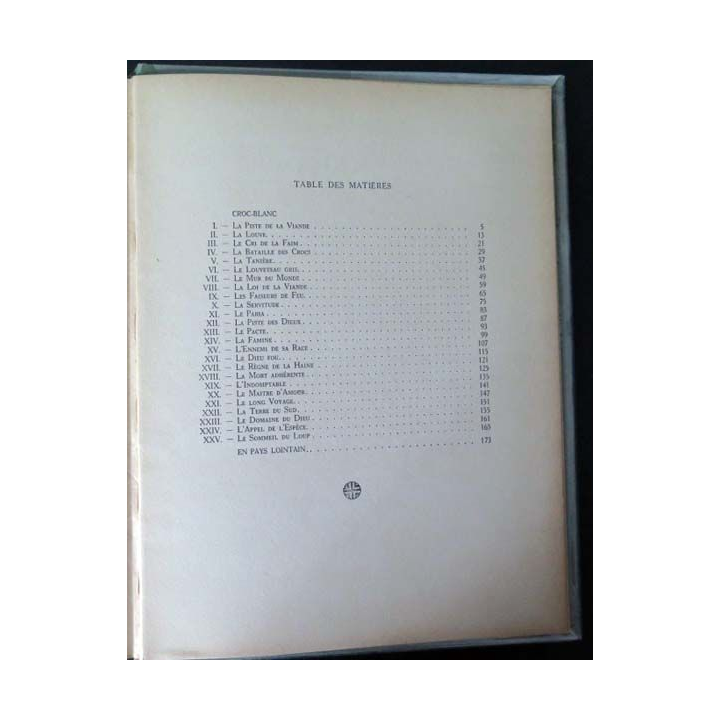 TABLE DES MATIÈRES
CROC-BLANC
I. — La Piste de la Viande 5
II. — La Louve 13
III. — Le Cri de la Faim 21
IV. — La Bataille des Crocs 29
V. — La Tanière 37
VI. — Le Louveteau gris
VII. — Le Mur du Monde 49
VIII. — La Loi de la Viande 59
IX. — Les Faiseurs de Feu 65
X. — La Servitude 75
XI. — Le Paria
XII. — La Piste des Dieux 87
XIII. — Le Pacte 93
XIV. — La Famine 99
XV. — L'Ennemi de sa Race 107
XVI. — Le Dieu fou 115
XVII. — Le Règne de la Haine 121
XVIII. — La Mort adhérente 125
XIX. — L'Indomptable 135
XX. — Le Maitre d'Amour 141
XXI. — Le long Voyage 147
XXII. — La Terre du Sud 151
XXIII. — Le Domaine du Dieu 155
XXIV. — L'Appel de l'Espèce 161
XXV. — Le Sommeil du Loup 165
EN PAYS LOINTAIN 173